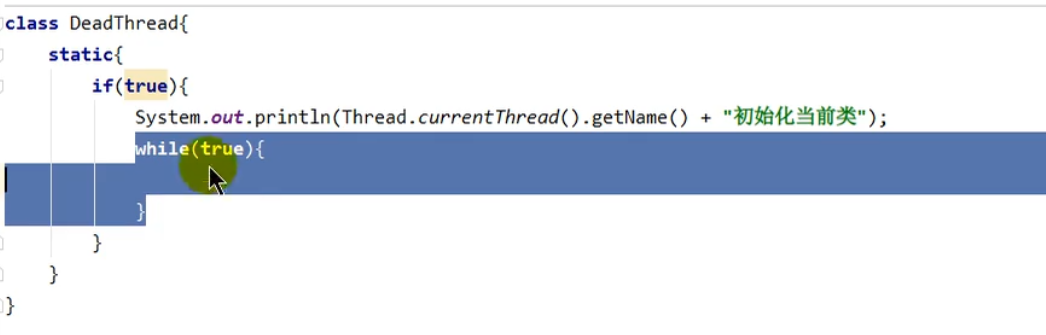 class DeadThread{
    static{
        if(true){
            System.out.println(Thread.currentThread().getName() + "初始化当前类");
            while(true){
            }
        }
    }
}